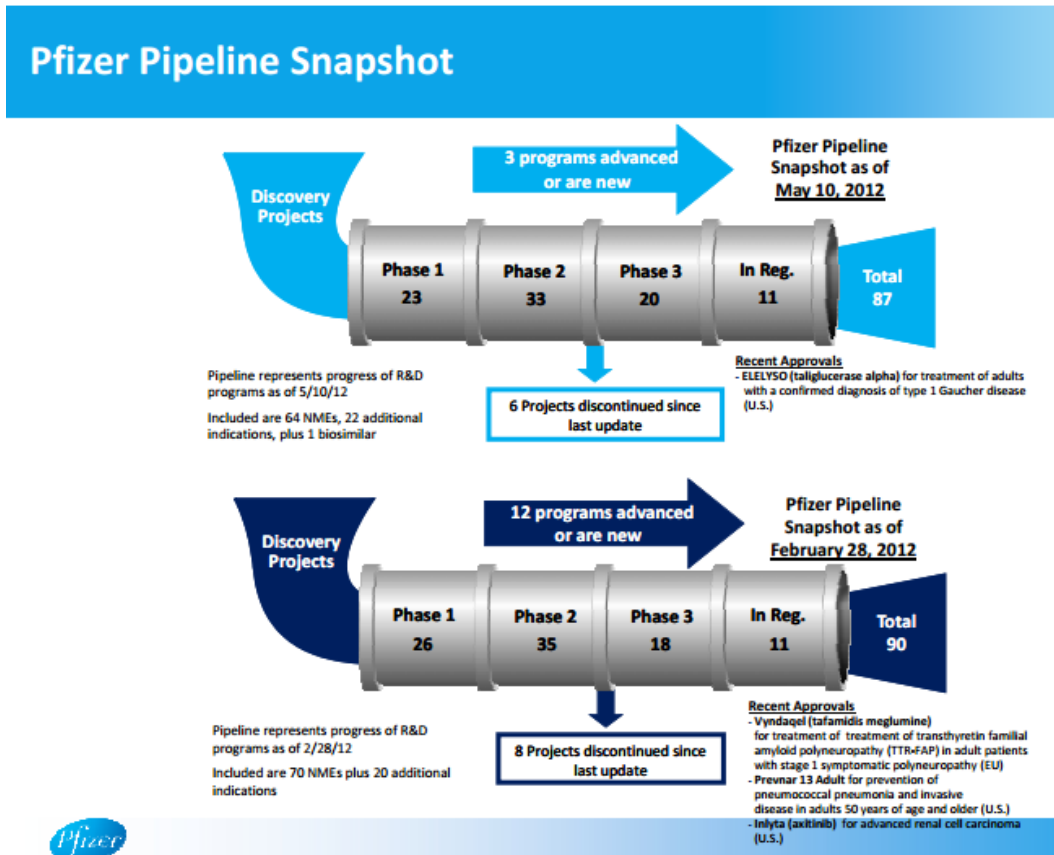 Pfizer Pipeline Snapshot
3 programs advanced
or are new
Pfizer Pipeline
Snapshot as of
May 10, 2012
Discovery
Projects
Phase 1
23
Phase 2
33
Phase 3
20
In Reg.
11
Total
87
Pipeline represents progress of R&D
programs as of 5/10/12
Included are 64 NMEs, 22 additional
indications, plus 1 biosimilar
6 Projects discontinued since
last update
Recent Approvals
- ELELYSO (taliglucerase alpha) for treatment of adults
with a confirmed diagnosis of type 1 Gaucher disease
(U.S.)
12 programs advanced
or are new
Pfizer Pipeline
Snapshot as of
February 28, 2012
Discovery
Projects
Phase 1
26
Phase 2
35
Phase 3
18
In Reg.
11
Total
90
Pipeline represents progress of R&D
programs as of 2/28/12
Included are 70 NMEs plus 20 additional
indications
8 Projects discontinued since
last update
Recent Approvals
- Vyndaqel (tafamidis meglumine)
for treatment of treatment of transthyretin familial
amyloid polyneuropathy (TTR-FAP) in adult patients
with stage 1 symptomatic polyneuropathy (EU)
- Prevnar 13 Adult for prevention of
pneumococcal pneumonia and invasive
disease in adults 50 years of age and older (U.S.)
- Inlyta (axitinib) for advanced renal cell carcinoma
(U.S.)
Pfizer